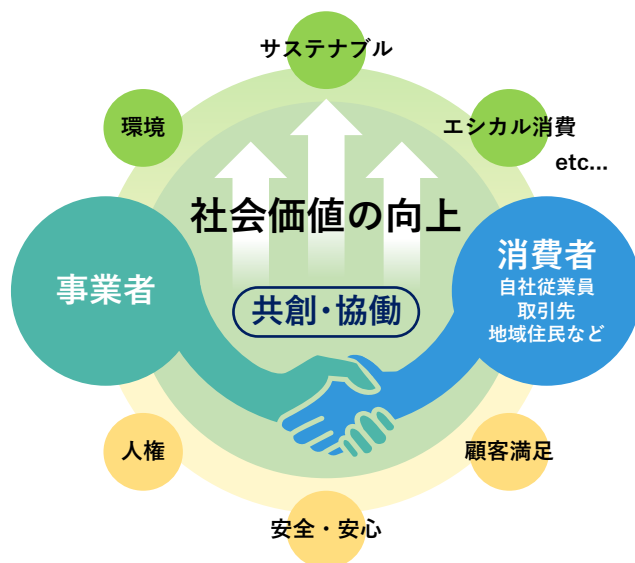 サステナブル
環境
エシカル消費
etc...
社会価値の向上
事業者
消費者
自社従業員
取引先
地域住民など
共創・協働
人権
顧客満足
安全・安心